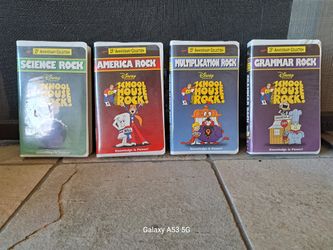 25th Anniversary Collection
SCIENCE ROCK
Disney
SCHOOL
HOUSE
ROCK!
25th Anniversary Collection
AMERICA ROCK
Disney
SCHOOL
HOUSE
ROCK!
Knowledge is Power!
25th Anniversary Collection
MULTIPLICATION ROCK
Disney
SCHOOL
HOUSE
ROCK!
Knowledge is Power!
25th Anniversary Collection
GRAMMAR ROCK
Disney
SCHOOL
HOUSE
ROCK!
Knowledge is Power!
Galaxy A53 5G